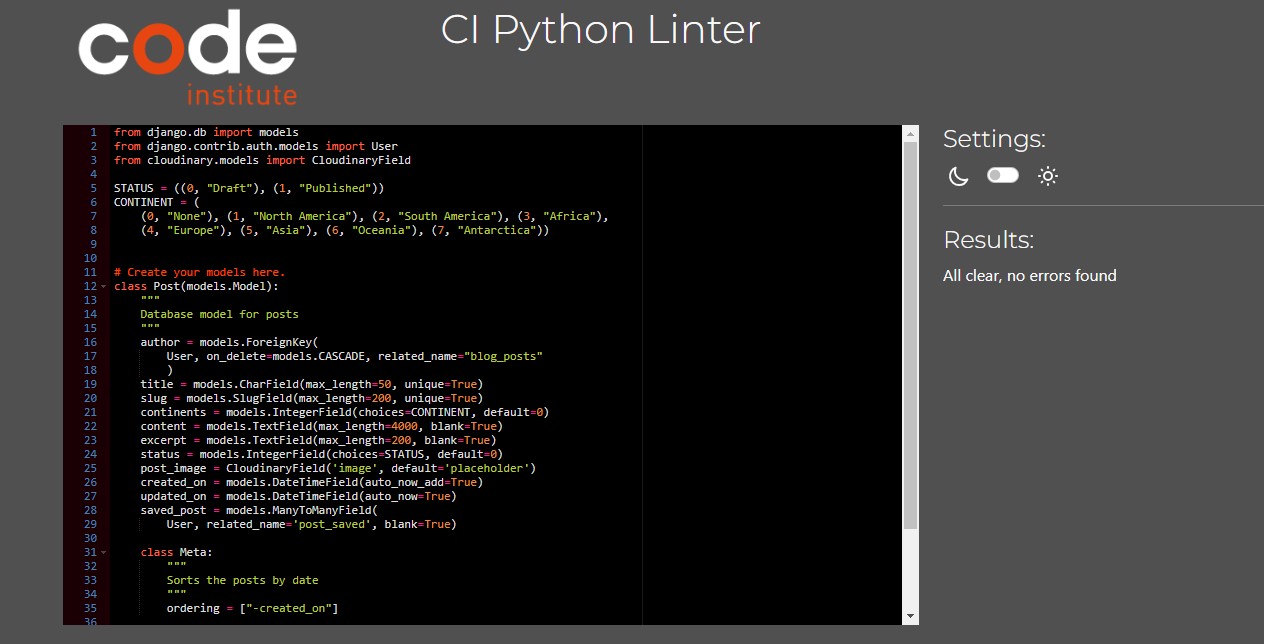 code
institute
CI Python Linter
1 from django.db import models
2 from django.contrib.auth.models import User
3 from cloudinary.models import CloudinaryField
4
5 STATUS = ((0, "Draft"), (1, "Published"))
6 CONTINENT = (
7     (0, "None"), (1, "North America"), (2, "South America"), (3, "Africa"),
8     (4, "Europe"), (5, "Asia"), (6, "Oceania"), (7, "Antarctica"))
9
10
11 # Create your models here.
12 class Post(models.Model):
13     """
14     Database model for posts
15     """
16     author = models.ForeignKey(
17         User, on_delete=models.CASCADE, related_name="blog_posts"
18         )
19     title = models.CharField(max_length=50, unique=True)
20     slug = models.SlugField(max_length=200, unique=True)
21     continents = models.IntegerField(choices=CONTINENT, default=0)
22     content = models.TextField(max_length=4000, blank=True)
23     excerpt = models.TextField(max_length=200, blank=True)
24     status = models.IntegerField(choices=STATUS, default=0)
25     post_image = CloudinaryField('image', default='placeholder')
26     created_on = models.DateTimeField(auto_now_add=True)
27     updated_on = models.DateTimeField(auto_now=True)
28     saved_post = models.ManyToManyField(
29         User, related_name='post_saved', blank=True)
30
31     class Meta:
32         """
33         Sorts the posts by date
34         """
35         ordering = ["-created_on"]
36
Settings:
Results:
All clear, no errors found